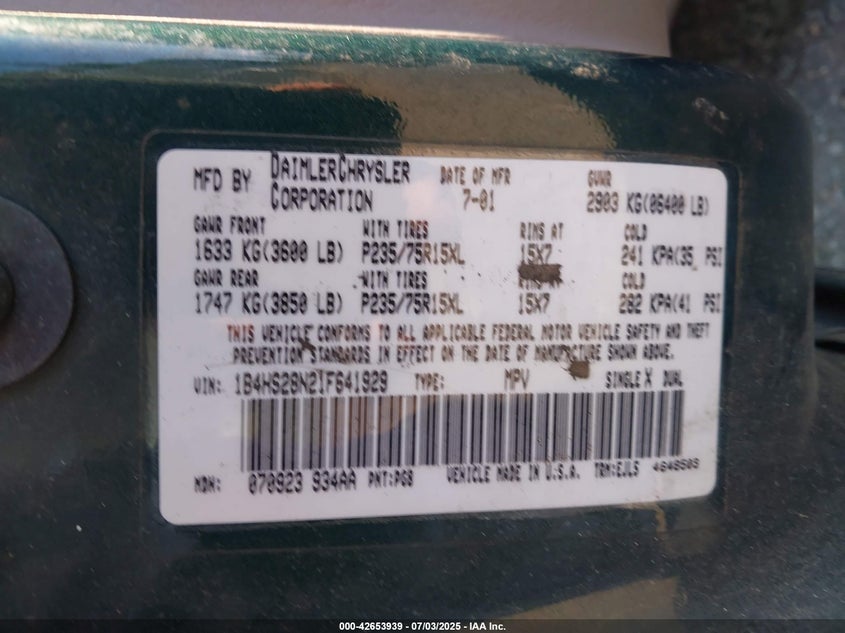 MFD BY DAIMLERCHRYSLER CORPORATION DATE OF MFR 7-01 GVWR 2903 KG(06400 LB)
GAWR FRONT WITH TIRES RIMS AT COLD
1633 KG(3600 LB) P235/75R15XL 15X7 241 KPA(35 PSI
GAWR REAR WITH TIRES COLD
1747 KG(3850 LB) P235/75R15XL 15X7 282 KPA(41 PSI
THIS VEHICLE CONFORMS TO ALL APPLICABLE FEDERAL MOTOR VEHICLE SAFETY AND THEFT
PREVENTION STANDARDS IN EFFECT ON THE DATE OF MANUFACTURE SHOWN ABOVE.
VIN: 1B4HS28N21F641929 TYPE: MPV SINGLE X DUAL
MDH: 070923 934AA PNT:PG8 VEHICLE MADE IN U.S.A. TRM:EJL5
000-42653939 - 07/03/2025 - IAA Inc.